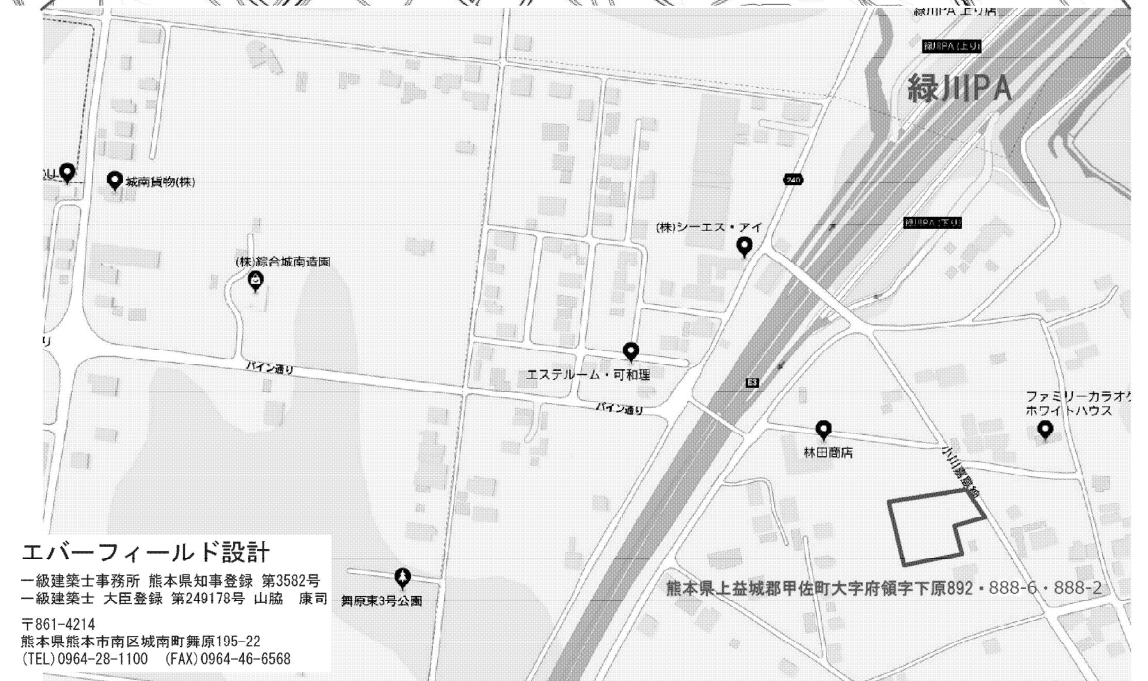 緑川PA 上り店
緑川PA (上り)
緑川PA
城南貨物(株)
240
(株)シーエス・アイ
緑川PA (下り)
(株)綜合城南造園
り
パイン通り
エステルーム・可和理
E3
パイン通り
ファミリーカラオケ
ホワイトハウス
林田商店
小川嘉島線
舞原東3号公園
熊本県上益城郡甲佐町大字府領字下原892・888-6・888-2
エバーフィールド設計
一級建築士事務所 熊本県知事登録 第3582号
一級建築士 大臣登録 第249178号 山脇 康司
〒861-4214
熊本県熊本市南区城南町舞原195-22
(TEL)0964-28-1100 (FAX)0964-46-6568